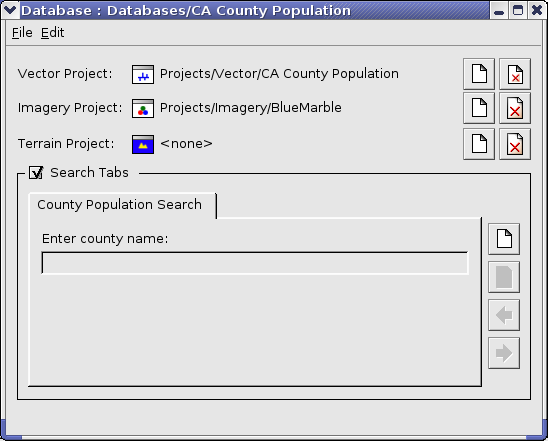 Database : Databases/CA County Population
File Edit
Vector Project: Projects/Vector/CA County Population
Imagery Project: Projects/Imagery/BlueMarble
Terrain Project: <none>
Search Tabs
County Population Search
Enter county name: